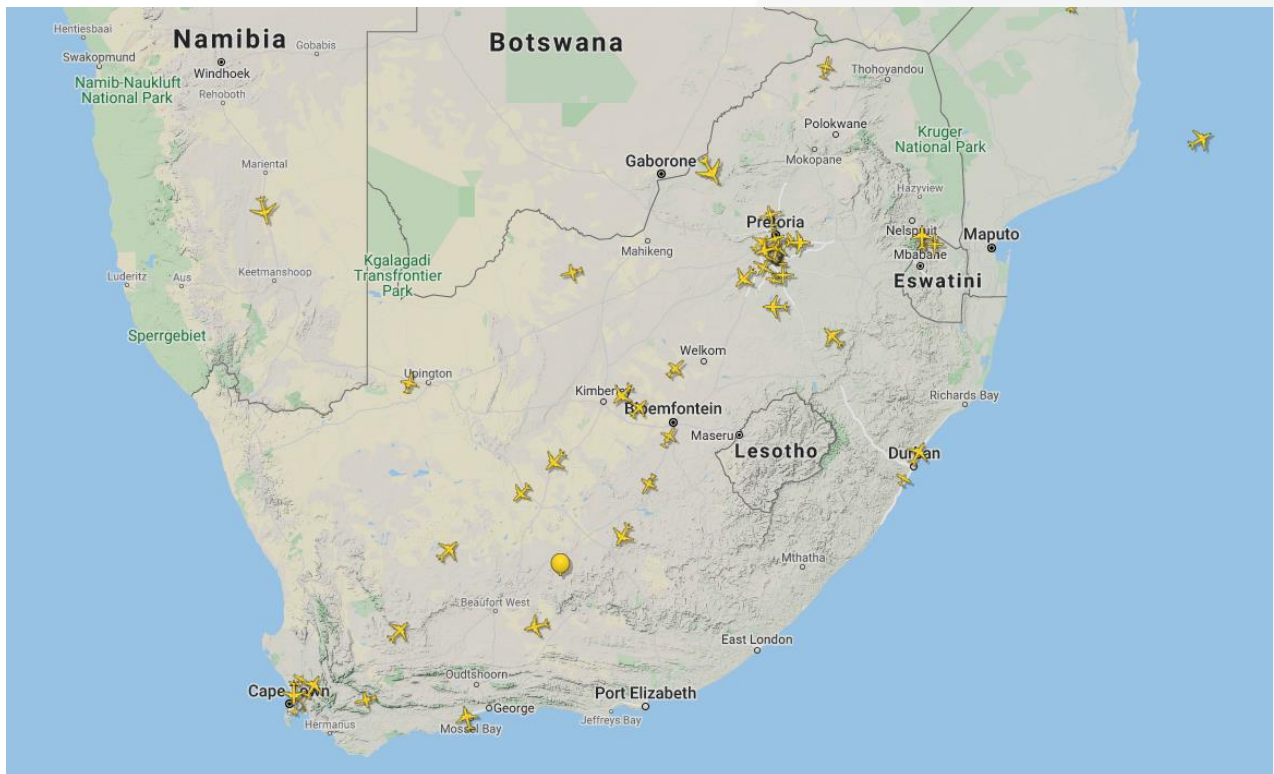 Hentiesbaai
Namibia
Gobabis
Botswana
Swakopmund
Windhoek
Thohoyandou
Namib-Naukluft
National Park
Rehoboth
Polokwane
Kruger
National Park
Mariental
Gaborone
Mokopane
Hazyview
Pretoria
Nelspruit
Maputo
Mahikeng
Mbabane
Kgalagadi
Transfrontier
Park
Luderitz
Aus
Keetmanshoop
Eswatini
Sperrgebiet
Welkom
Upington
Kimberley
Richards Bay
Bloemfontein
Maseru
Lesotho
Durban
Mthatha
Beaufort West
East London
Oudtshoorn
Cape Town
Port Elizabeth
George
Hermanus
Mossel Bay
Jeffreys Bay